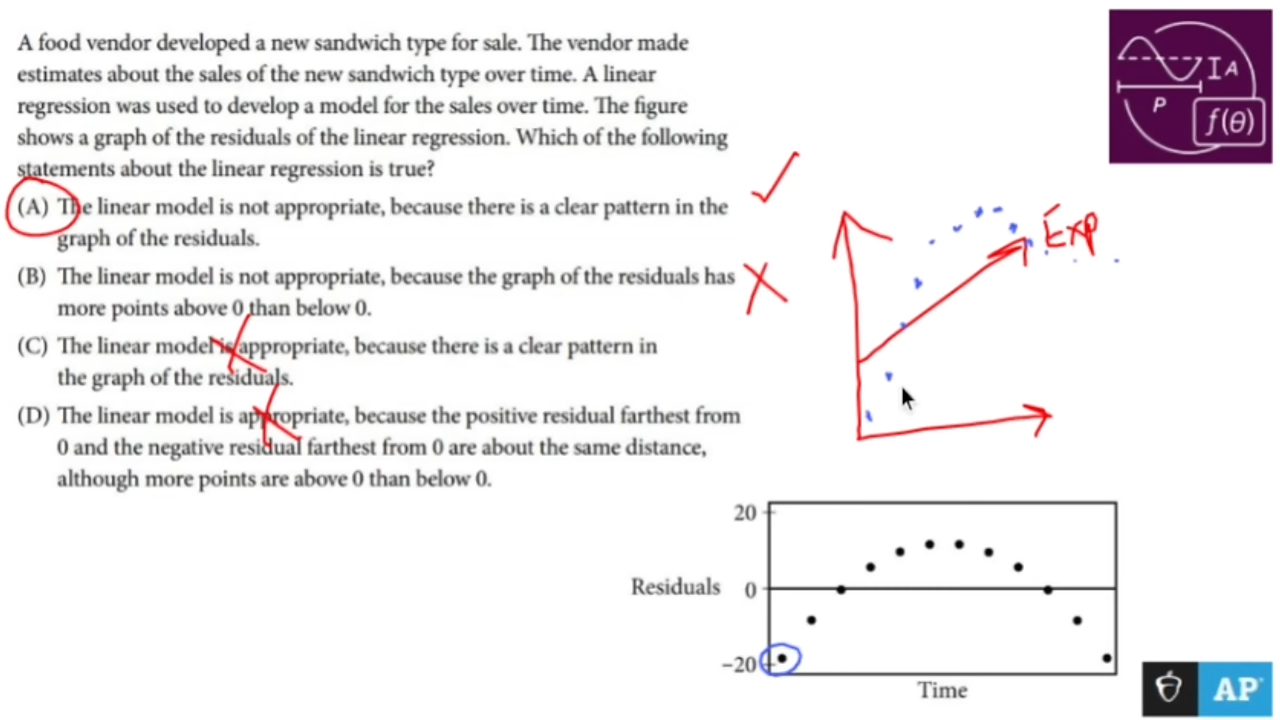 A food vendor developed a new sandwich type for sale. The vendor made
estimates about the sales of the new sandwich type over time. A linear
regression was used to develop a model for the sales over time. The figure
shows a graph of the residuals of the linear regression. Which of the following
statements about the linear regression is true?
(A) The linear model is not appropriate, because there is a clear pattern in the
graph of the residuals.
(B) The linear model is not appropriate, because the graph of the residuals has
more points above 0 than below 0.
(C) The linear model is appropriate, because there is a clear pattern in
the graph of the residuals.
(D) The linear model is appropriate, because the positive residual farthest from
0 and the negative residual farthest from 0 are about the same distance,
although more points are above 0 than below 0.
A
P
f(θ)
Exp
20
Residuals 0
−20
Time
AP